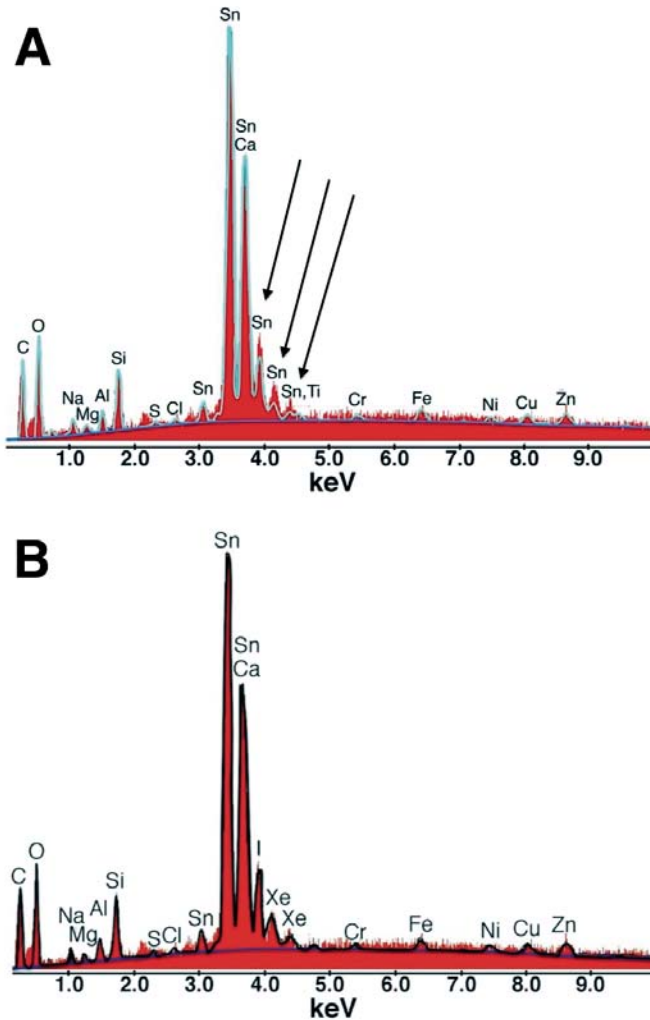 A
Sn
Sn
Ca
Sn
Sn
Sn,Ti
C
O
Na
Mg
Al
Si
S
Cl
Sn
Cr
Fe
Ni
Cu
Zn
1.0 2.0 3.0 4.0 5.0 6.0 7.0 8.0 9.0
keV
B
Sn
Sn
Ca
I
Xe
Xe
C
O
Na
Mg
Al
Si
S
Cl
Sn
Cr
Fe
Ni
Cu
Zn
1.0 2.0 3.0 4.0 5.0 6.0 7.0 8.0 9.0
keV